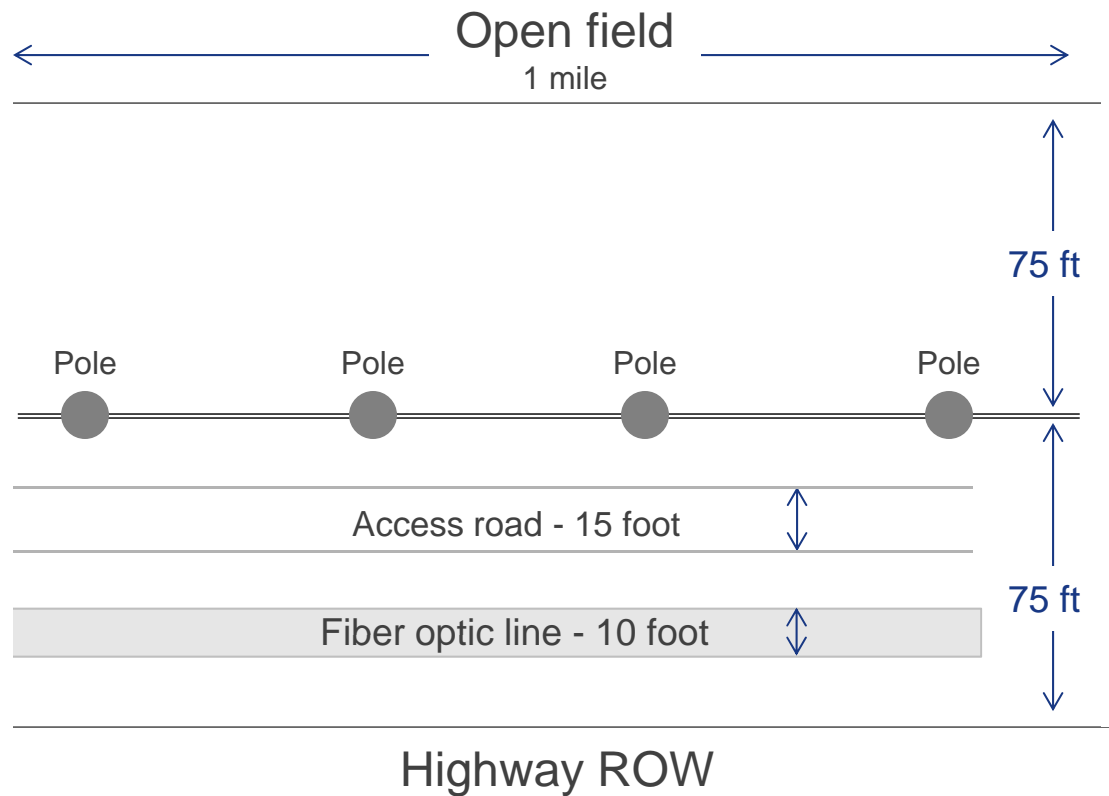 Open field
1 mile
75 ft
Pole Pole Pole Pole
Access road - 15 foot
75 ft
Fiber optic line - 10 foot
Highway ROW